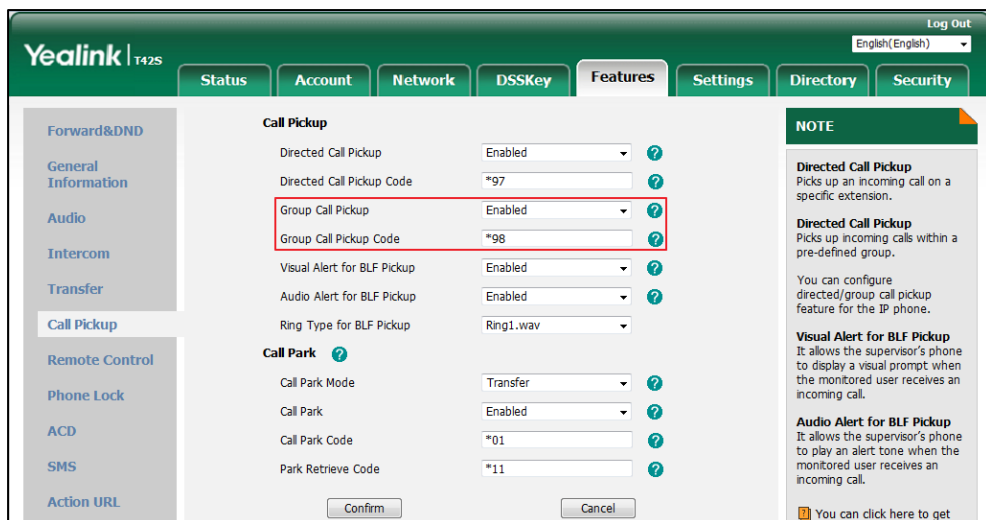 Log Out
English(English)
Yealink | T42S
Status Account Network DSSKey Features Settings Directory Security
Forward&DND
General
Information
Audio
Intercom
Transfer
Call Pickup
Remote Control
Phone Lock
ACD
SMS
Action URL
Call Pickup
Directed Call Pickup Enabled
Directed Call Pickup Code *97
Group Call Pickup Enabled
Group Call Pickup Code *98
Visual Alert for BLF Pickup Enabled
Audio Alert for BLF Pickup Enabled
Ring Type for BLF Pickup Ring1.wav
Call Park
Call Park Mode Transfer
Call Park Enabled
Call Park Code *01
Park Retrieve Code *11
Confirm Cancel
NOTE
Directed Call Pickup
Picks up an incoming call on a
specific extension.
Directed Call Pickup
Picks up incoming calls within a
pre-defined group.
You can configure
directed/group call pickup
feature for the IP phone.
Visual Alert for BLF Pickup
It allows the supervisor's phone
to display a visual prompt when
the monitored user receives an
incoming call.
Audio Alert for BLF Pickup
It allows the supervisor's phone
to play an alert tone when the
monitored user receives an
incoming call.
You can click here to get